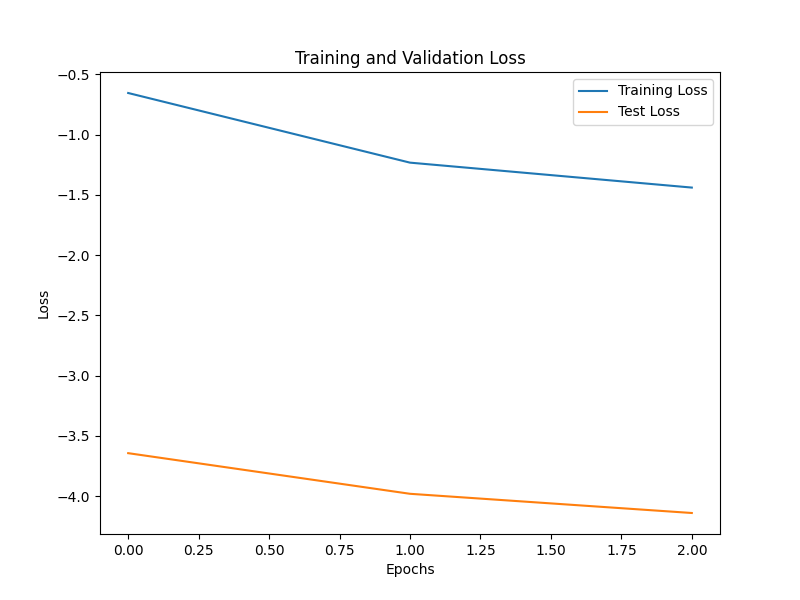 Training and Validation Loss
Training Loss
Test Loss
Loss
−0.5
−1.0
−1.5
−2.0
−2.5
−3.0
−3.5
−4.0
0.00 0.25 0.50 0.75 1.00 1.25 1.50 1.75 2.00
Epochs